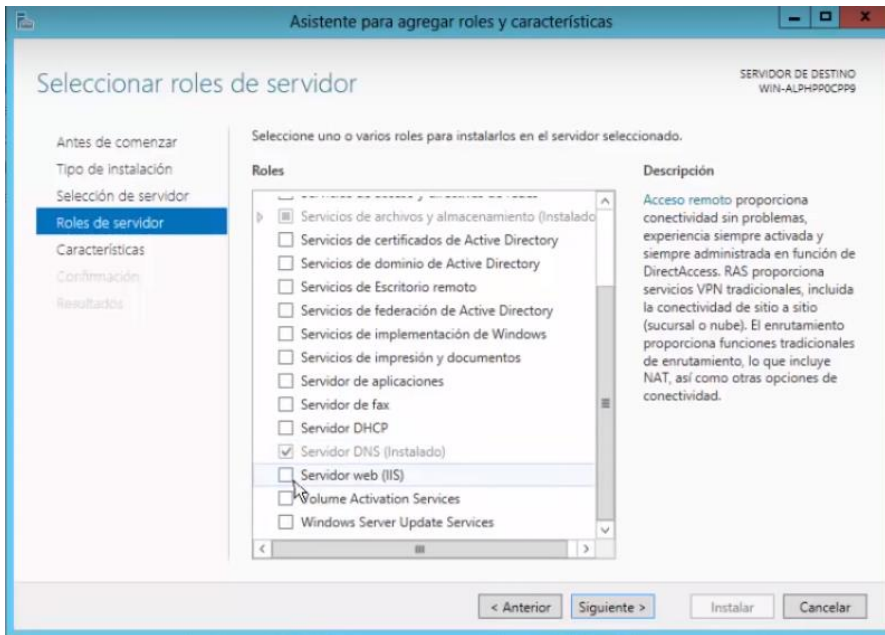 Asistente para agregar roles y características
Seleccionar roles de servidor
SERVIDOR DE DESTINO
WIN-ALPHPP0CPP9
Antes de comenzar
Tipo de instalación
Selección de servidor
Roles de servidor
Características
Confirmación
Resultados
Seleccione uno o varios roles para instalarlos en el servidor seleccionado.
Roles
Servicios de archivos y almacenamiento (Instalado
Servicios de certificados de Active Directory
Servicios de dominio de Active Directory
Servicios de Escritorio remoto
Servicios de federación de Active Directory
Servicios de implementación de Windows
Servicios de impresión y documentos
Servidor de aplicaciones
Servidor de fax
Servidor DHCP
Servidor DNS (Instalado)
Servidor web (IIS)
Volume Activation Services
Windows Server Update Services
Descripción
Acceso remoto proporciona
conectividad sin problemas,
experiencia siempre activada y
siempre administrada en función de
DirectAccess. RAS proporciona
servicios VPN tradicionales, incluida
la conectividad de sitio a sitio
(sucursal o nube). El enrutamiento
proporciona funciones tradicionales
de enrutamiento, lo que incluye
NAT, así como otras opciones de
conectividad.
< Anterior
Siguiente >
Instalar
Cancelar